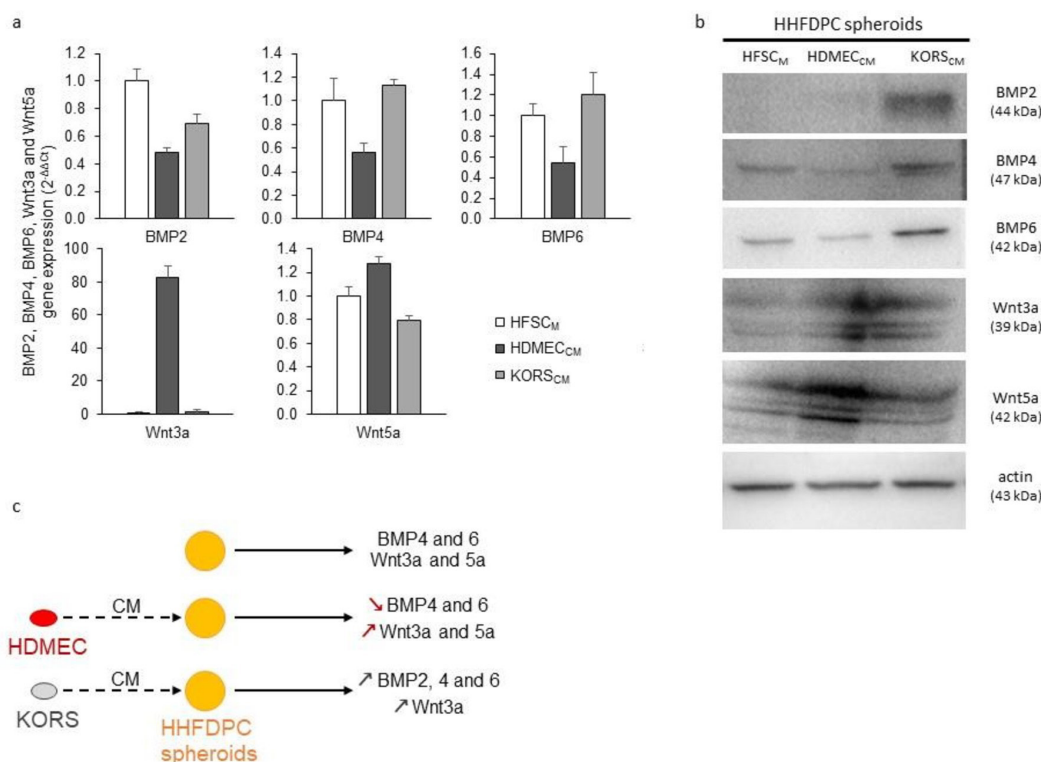 a
BMP2, BMP4, BMP6, Wnt3a and Wnt5a
gene expression (2-ΔΔCt)
1.2
1.0
0.8
0.6
0.4
0.2
0.0
BMP2
1.4
1.2
1.0
0.8
0.6
0.4
0.2
0.0
BMP4
1.6
1.4
1.2
1.0
0.8
0.6
0.4
0.2
0.0
BMP6
100
80
60
40
20
0
Wnt3a
1.4
1.2
1.0
0.8
0.6
0.4
0.2
0.0
Wnt5a
HFSCM
HDMECCM
KORSCM
b
HHFDPC spheroids
HFSCM HDMECCM KORSCM
BMP2
(44 kDa)
BMP4
(47 kDa)
BMP6
(42 kDa)
Wnt3a
(39 kDa)
Wnt5a
(42 kDa)
actin
(43 kDa)
c
BMP4 and 6
Wnt3a and 5a
CM
HDMEC
↘ BMP4 and 6
↗ Wnt3a and 5a
CM
KORS
HHFDPC
spheroids
↗ BMP2, 4 and 6
↗ Wnt3a